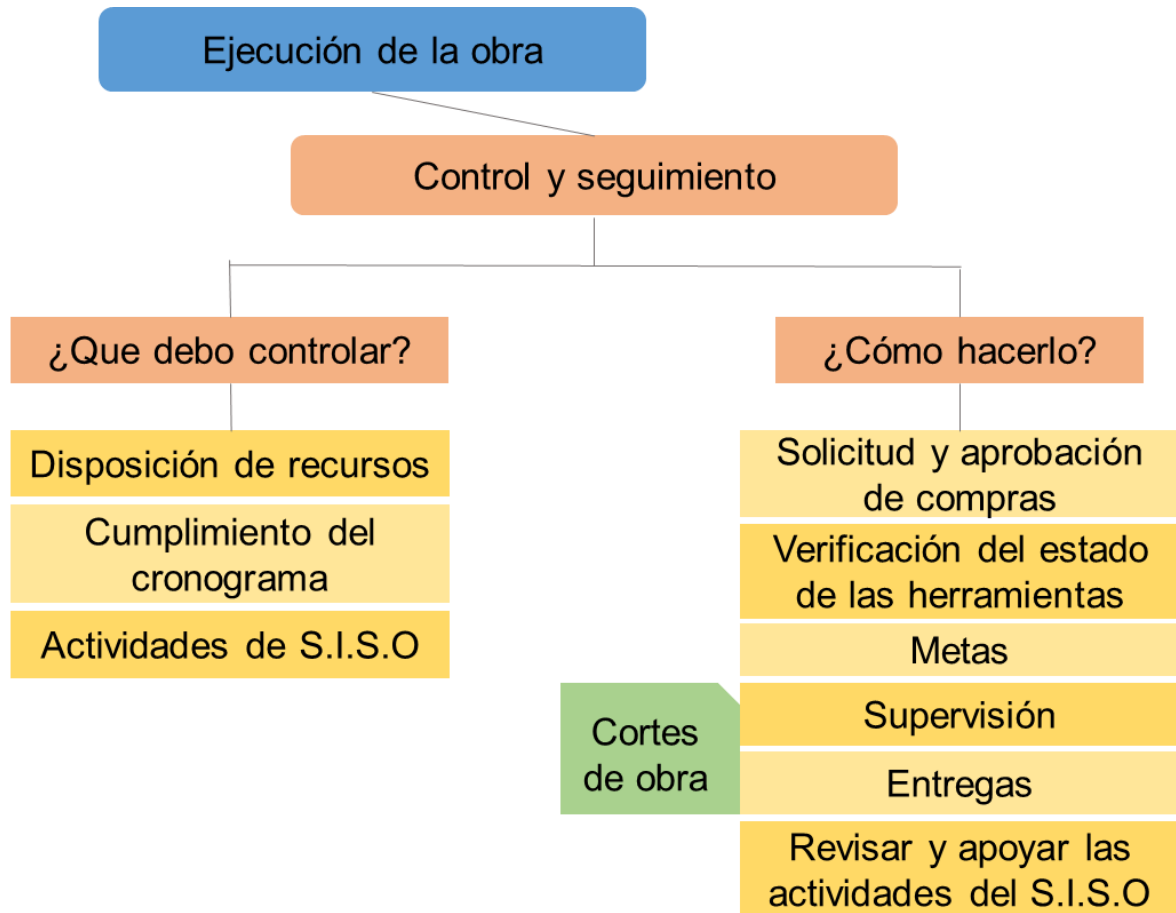 Ejecución de la obra
Control y seguimiento
¿Que debo controlar?
Disposición de recursos
Cumplimiento del
cronograma
Actividades de S.I.S.O
¿Cómo hacerlo?
Solicitud y aprobación
de compras
Verificación del estado
de las herramientas
Metas
Supervisión
Entregas
Revisar y apoyar las
actividades del S.I.S.O
Cortes
de obra